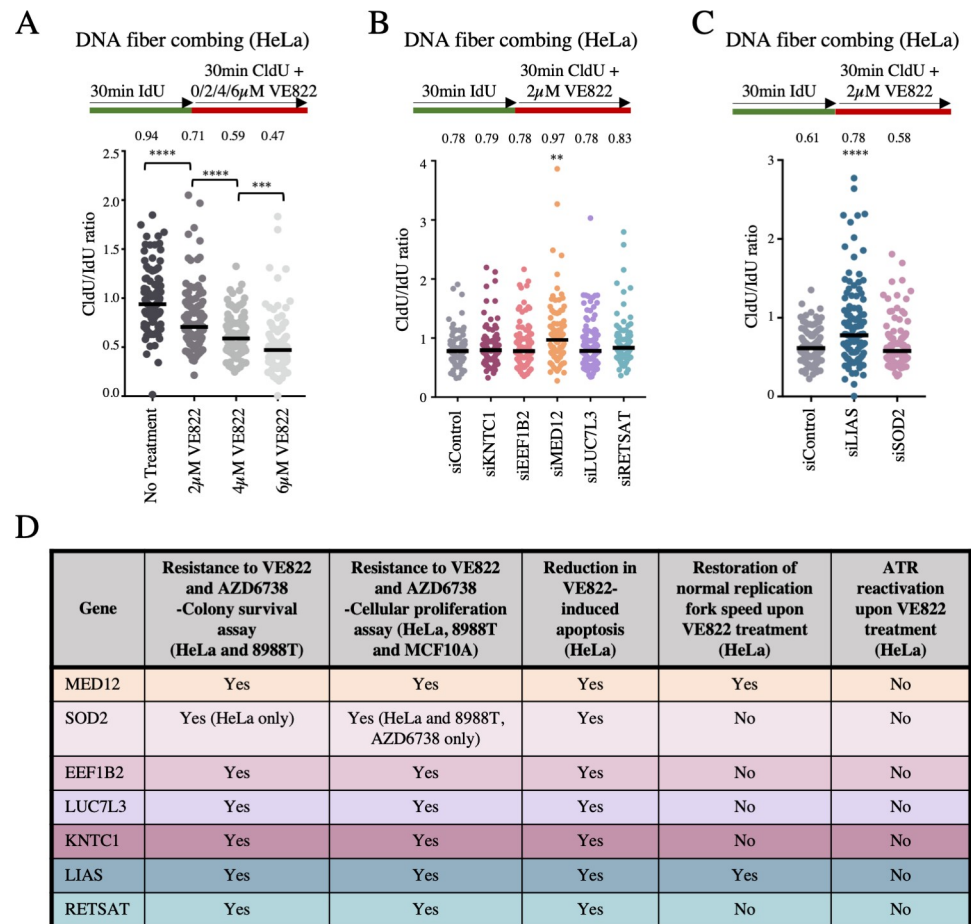 A
DNA fiber combing (HeLa)
30min IdU
30min CldU +
0/2/4/6µM VE822
0.94 0.71 0.59 0.47
**** **** ***
CldU/IdU ratio
2.5
2.0
1.5
1.0
0.5
0.0
No Treatment
2µM VE822
4µM VE822
6µM VE822
B
DNA fiber combing (HeLa)
30min IdU
30min CldU +
2µM VE822
0.78 0.79 0.78 0.97 0.78 0.83
**
CldU/IdU ratio
4
3
2
1
0
siControl
siKNTC1
siEEF1B2
siMED12
siLUC7L3
siRETSAT
C
DNA fiber combing (HeLa)
30min IdU
30min CldU +
2µM VE822
0.61 0.78 0.58
****
CldU/IdU ratio
3
2
1
0
siControl
siLIAS
siSOD2
D
Gene
Resistance to VE822
and AZD6738
-Colony survival
assay
(HeLa and 8988T)
Resistance to VE822
and AZD6738
-Cellular proliferation
assay (HeLa, 8988T
and MCF10A)
Reduction in
VE822-
induced
apoptosis
(HeLa)
Restoration of
normal replication
fork speed upon
VE822 treatment
(HeLa)
ATR
reactivation
upon VE822
treatment
(HeLa)
MED12 Yes Yes Yes Yes No
SOD2 Yes (HeLa only) Yes (HeLa and 8988T,
AZD6738 only) Yes No No
EEF1B2 Yes Yes Yes No No
LUC7L3 Yes Yes Yes No No
KNTC1 Yes Yes Yes No No
LIAS Yes Yes Yes Yes No
RETSAT Yes Yes Yes No No